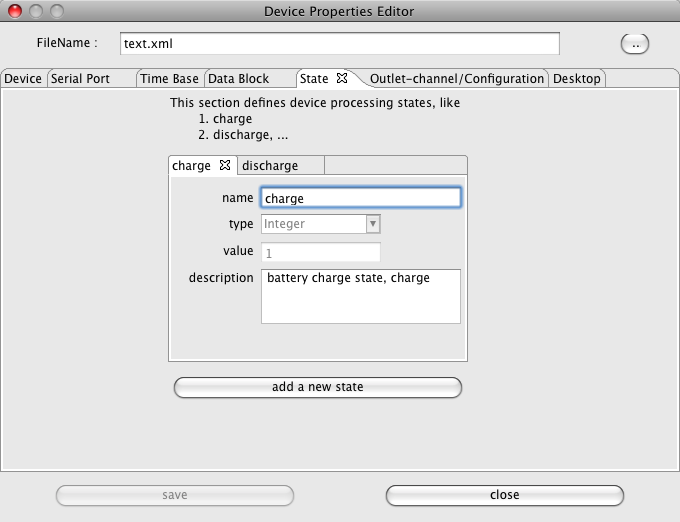 Device Properties Editor
FileName : text.xml ..
Device Serial Port Time Base Data Block State Outlet-channel/Configuration Desktop
This section defines device processing states, like
1. charge
2. discharge, ...
charge discharge
name charge
type Integer
value 1
description battery charge state, charge
add a new state
save close